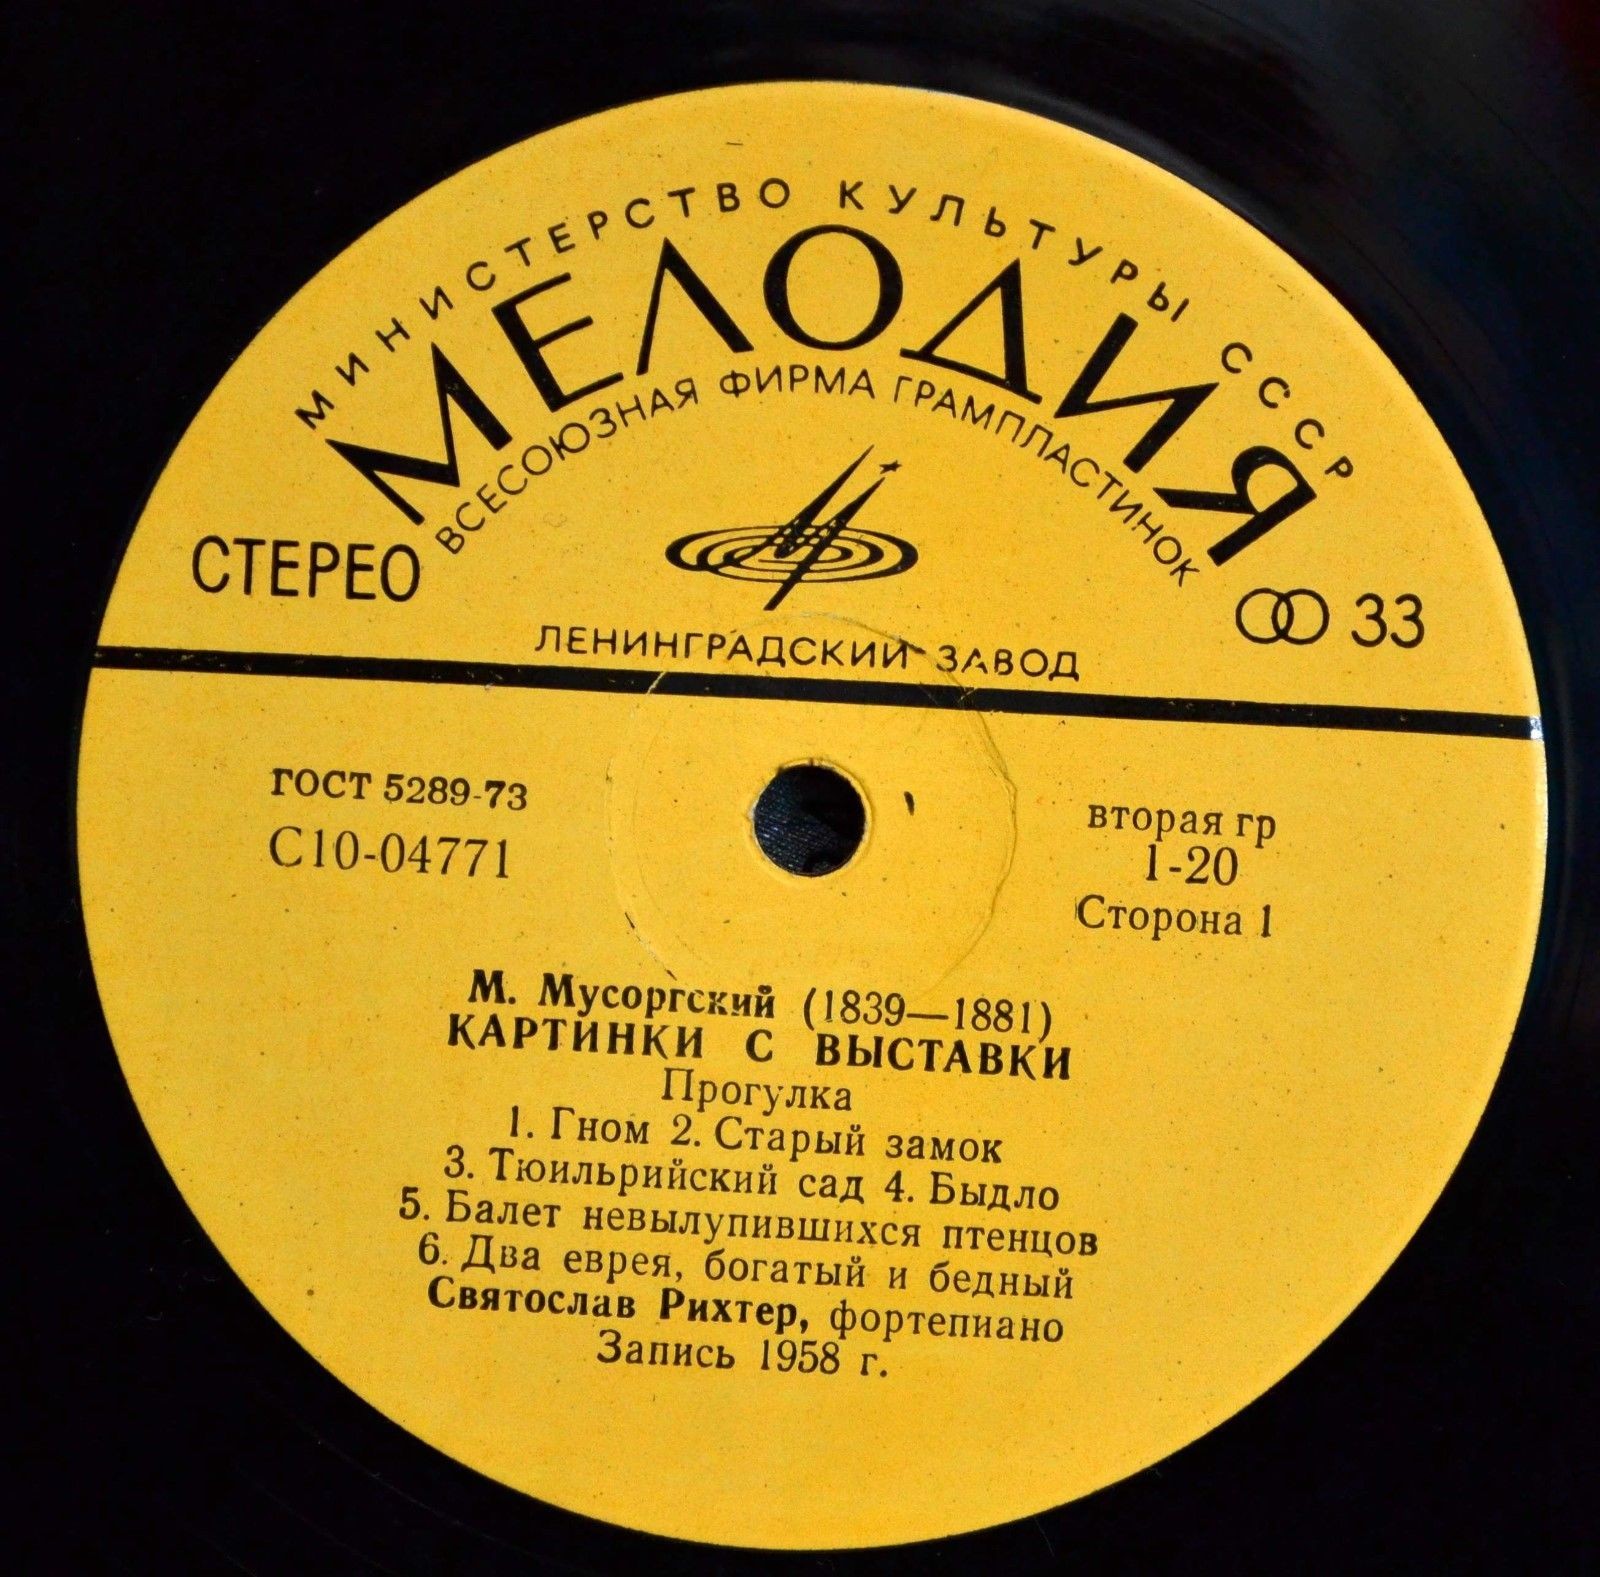 МИНИСТЕРСТВО КУЛЬТУРЫ СССР
МЕЛОДИЯ
ВСЕСОЮЗНАЯ ФИРМА ГРАМПЛАСТИНОК
СТЕРЕО
33
ЛЕНИНГРАДСКИЙ ЗАВОД
ГОСТ 5289-73
С10-04771
вторая гр
1-20
Сторона 1
М. Мусоргский (1839—1881)
КАРТИНКИ С ВЫСТАВКИ
Прогулка
1. Гном 2. Старый замок
3. Тюильрийский сад 4. Быдло
5. Балет невылупившихся птенцов
6. Два еврея, богатый и бедный
Святослав Рихтер, фортепиано
Запись 1958 г.